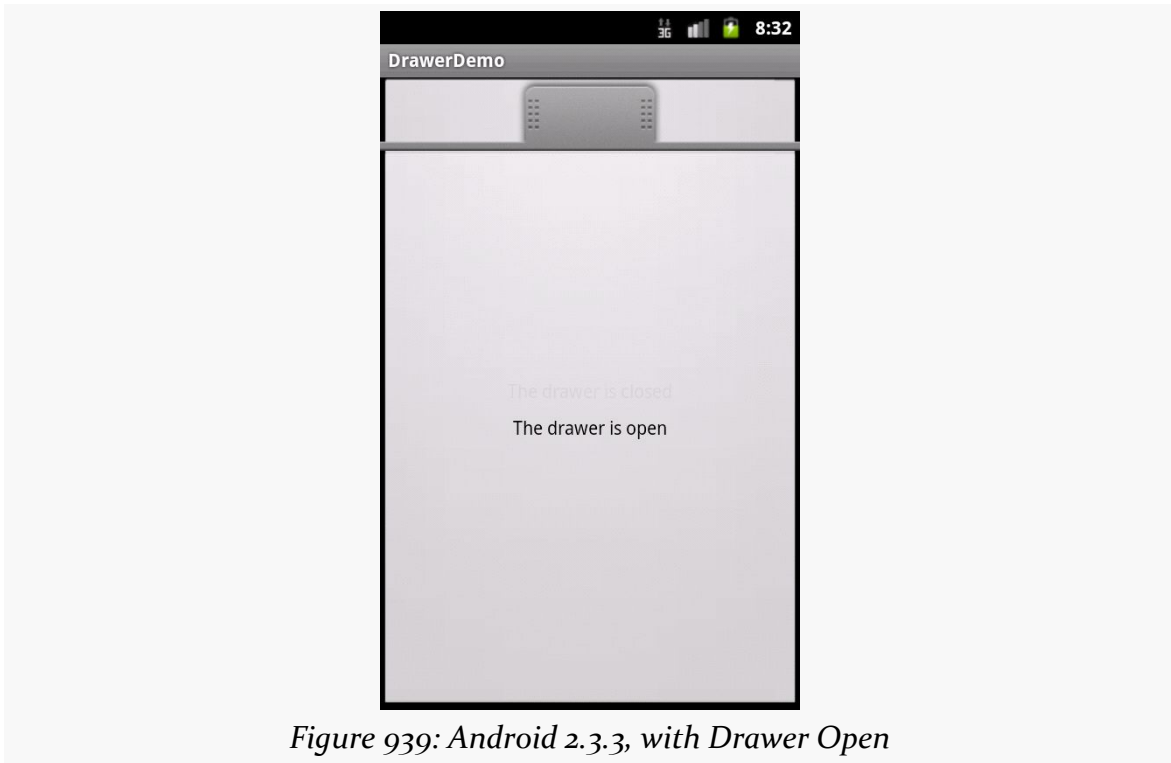 3G 8:32
DrawerDemo
The drawer is closed
The drawer is open
Figure 939: Android 2.3.3, with Drawer Open